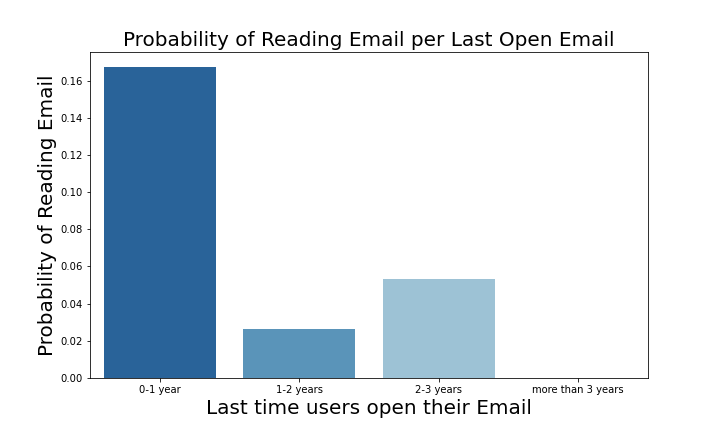 Probability of Reading Email per Last Open Email
Probability of Reading Email
0.16
0.14
0.12
0.10
0.08
0.06
0.04
0.02
0.00
0-1 year
1-2 years
2-3 years
more than 3 years
Last time users open their Email